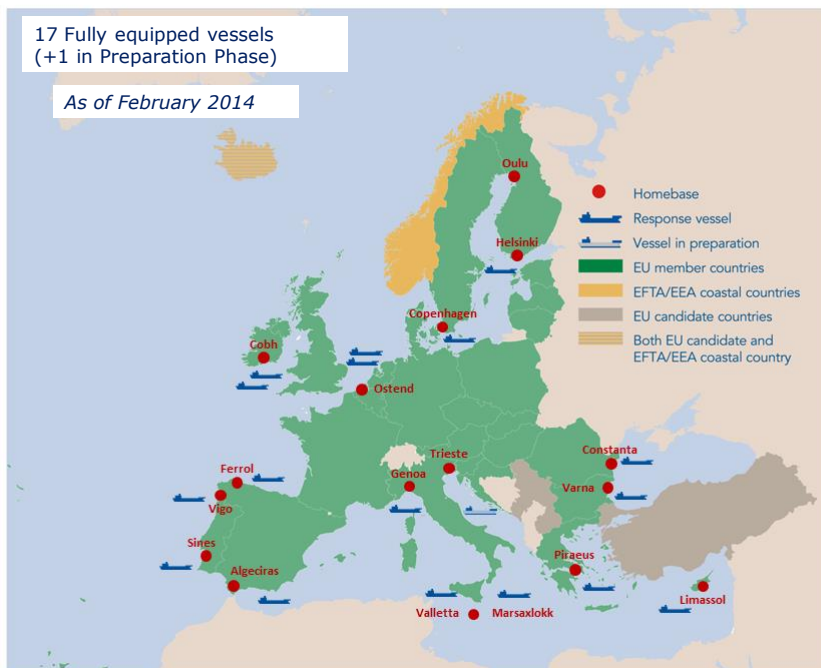 17 Fully equipped vessels
(+1 in Preparation Phase)
As of February 2014
Oulu
Homebase
Response vessel
Helsinki
Vessel in preparation
EU member countries
EFTA/EEA coastal countries
Copenhagen
EU candidate countries
Cobh
Both EU candidate and
EFTA/EEA coastal country
Ostend
Trieste
Constanta
Ferrol
Genoa
Varna
Vigo
Sines
Piraeus
Algeciras
Limassol
Valletta
Marsaxlokk